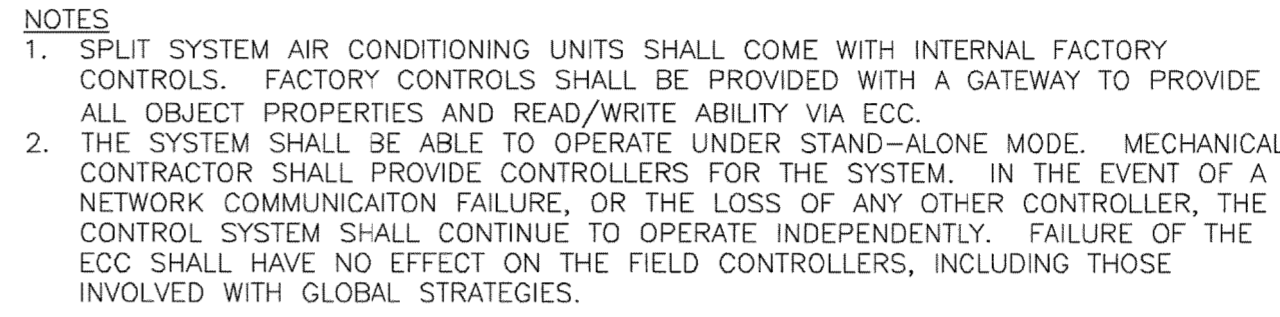 NOTES
1. SPLIT SYSTEM AIR CONDITIONING UNITS SHALL COME WITH INTERNAL FACTORY
CONTROLS. FACTORY CONTROLS SHALL BE PROVIDED WITH A GATEWAY TO PROVIDE
ALL OBJECT PROPERTIES AND READ/WRITE ABILITY VIA ECC.
2. THE SYSTEM SHALL BE ABLE TO OPERATE UNDER STAND-ALONE MODE. MECHANICAL
CONTRACTOR SHALL PROVIDE CONTROLLERS FOR THE SYSTEM. IN THE EVENT OF A
NETWORK COMMUNICAITON FAILURE, OR THE LOSS OF ANY OTHER CONTROLLER, THE
CONTROL SYSTEM SHALL CONTINUE TO OPERATE INDEPENDENTLY. FAILURE OF THE
ECC SHALL HAVE NO EFFECT ON THE FIELD CONTROLLERS, INCLUDING THOSE
INVOLVED WITH GLOBAL STRATEGIES.